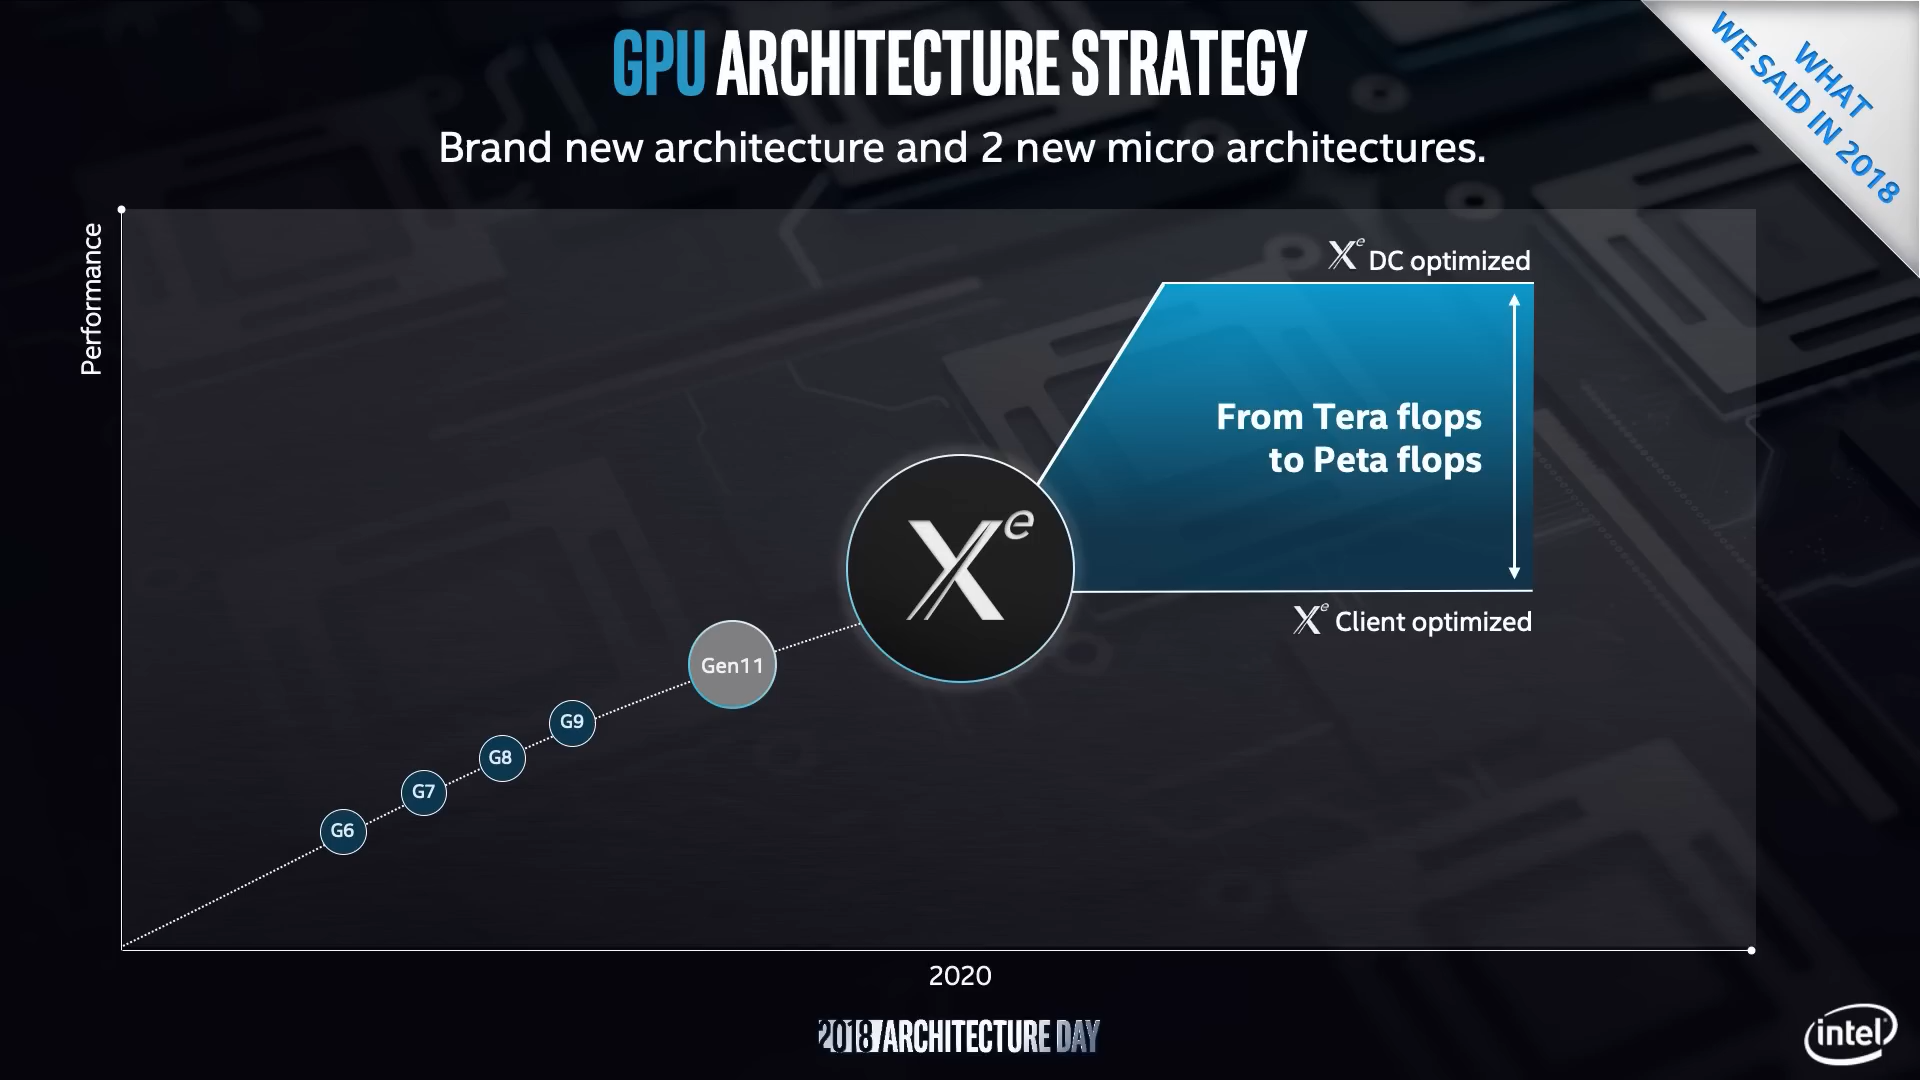 GPU ARCHITECTURE STRATEGY
WHAT
WE SAID IN 2018
Brand new architecture and 2 new micro architectures.
Performance
Xe DC optimized
From Tera flops
to Peta flops
Xe
Xe Client optimized
Gen11
G9
G8
G7
G6
2020
2018 ARCHITECTURE DAY
intel